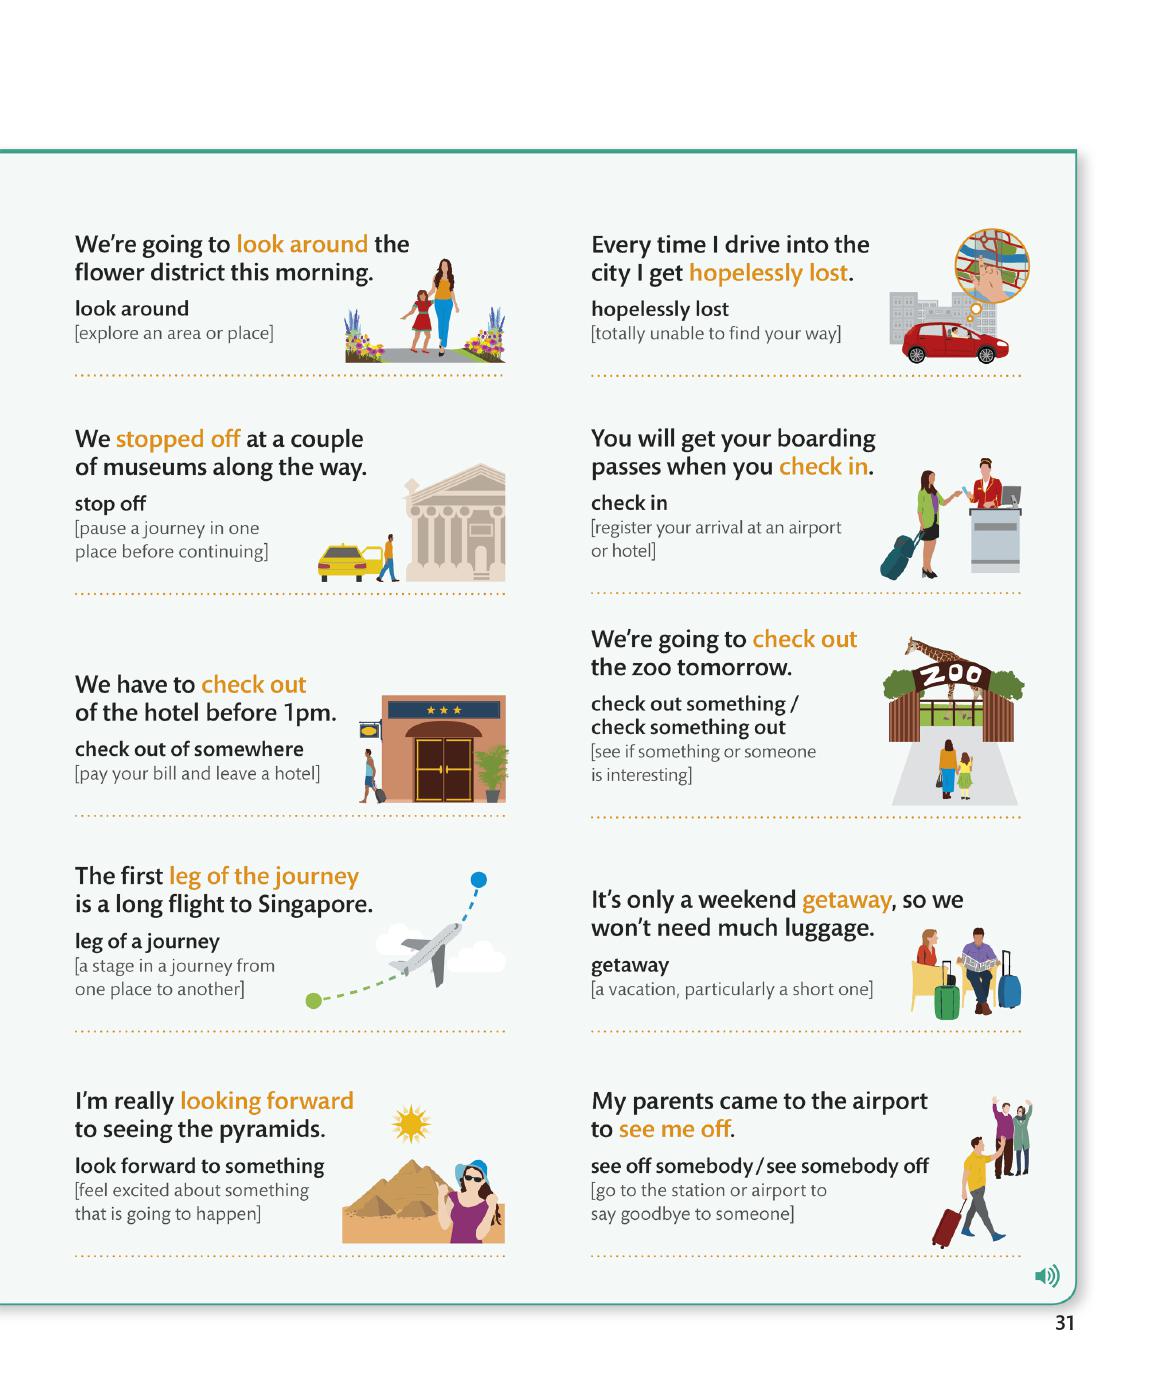 We're going to look around the
flower district this morning.
look around
[explore an area or place]
We stopped off at a couple
of museums along the way.
stop off
[pause a journey in one
place before continuing]
We have to check out
of the hotel before 1pm.
check out of somewhere
[pay your bill and leave a hotel]
The first leg of the journey
is a long flight to Singapore.
leg of a journey
[a stage in a journey from
one place to another]
I'm really looking forward
to seeing the pyramids.
look forward to something
[feel excited about something
that is going to happen]
Every time I drive into the
city I get hopelessly lost.
hopelessly lost
[totally unable to find your way]
You will get your boarding
passes when you check in.
check in
[register your arrival at an airport
or hotel]
We're going to check out
the zoo tomorrow.
check out something /
check something out
[see if something or someone
is interesting]
ZOO
It's only a weekend getaway, so we
won't need much luggage.
getaway
[a vacation, particularly a short one]
My parents came to the airport
to see me off.
see off somebody / see somebody off
[go to the station or airport to
say goodbye to someone]
31